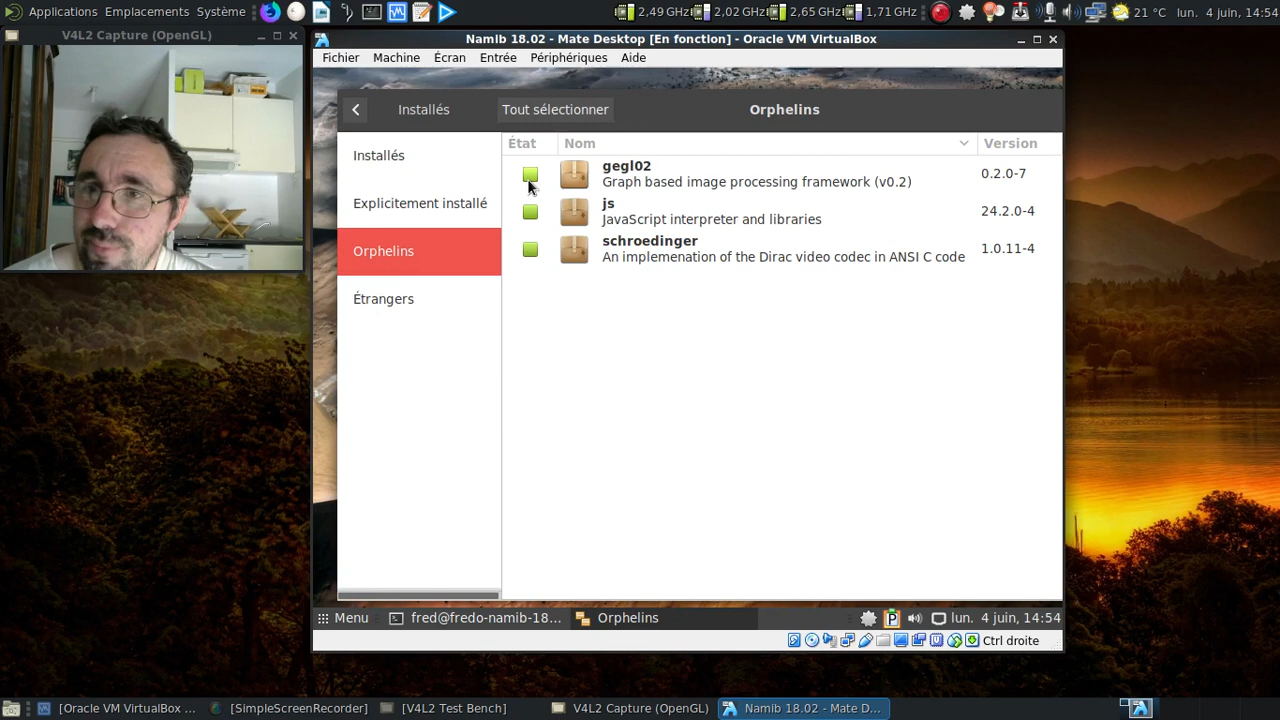 Applications Emplacements Système 2,49 GHz 2,02 GHz 2,65 GHz 1,71 GHz 21 °C lun. 4 juin, 14:54
V4L2 Capture (OpenGL)
Namib 18.02 - Mate Desktop [En fonction] - Oracle VM VirtualBox
Fichier Machine Écran Entrée Périphériques Aide
Installés Tout sélectionner Orphelins
Installés
Explicitement installé
Orphelins
Étrangers
État Nom Version
gegl02
Graph based image processing framework (v0.2) 0.2.0-7
js
JavaScript interpreter and libraries 24.2.0-4
schroedinger
An implemenation of the Dirac video codec in ANSI C code 1.0.11-4
Menu fred@fredo-namib-18... Orphelins P lun. 4 juin, 14:54
Ctrl droite
[Oracle VM VirtualBox ... [SimpleScreenRecorder] [V4L2 Test Bench] V4L2 Capture (OpenGL) Namib 18.02 - Mate D...